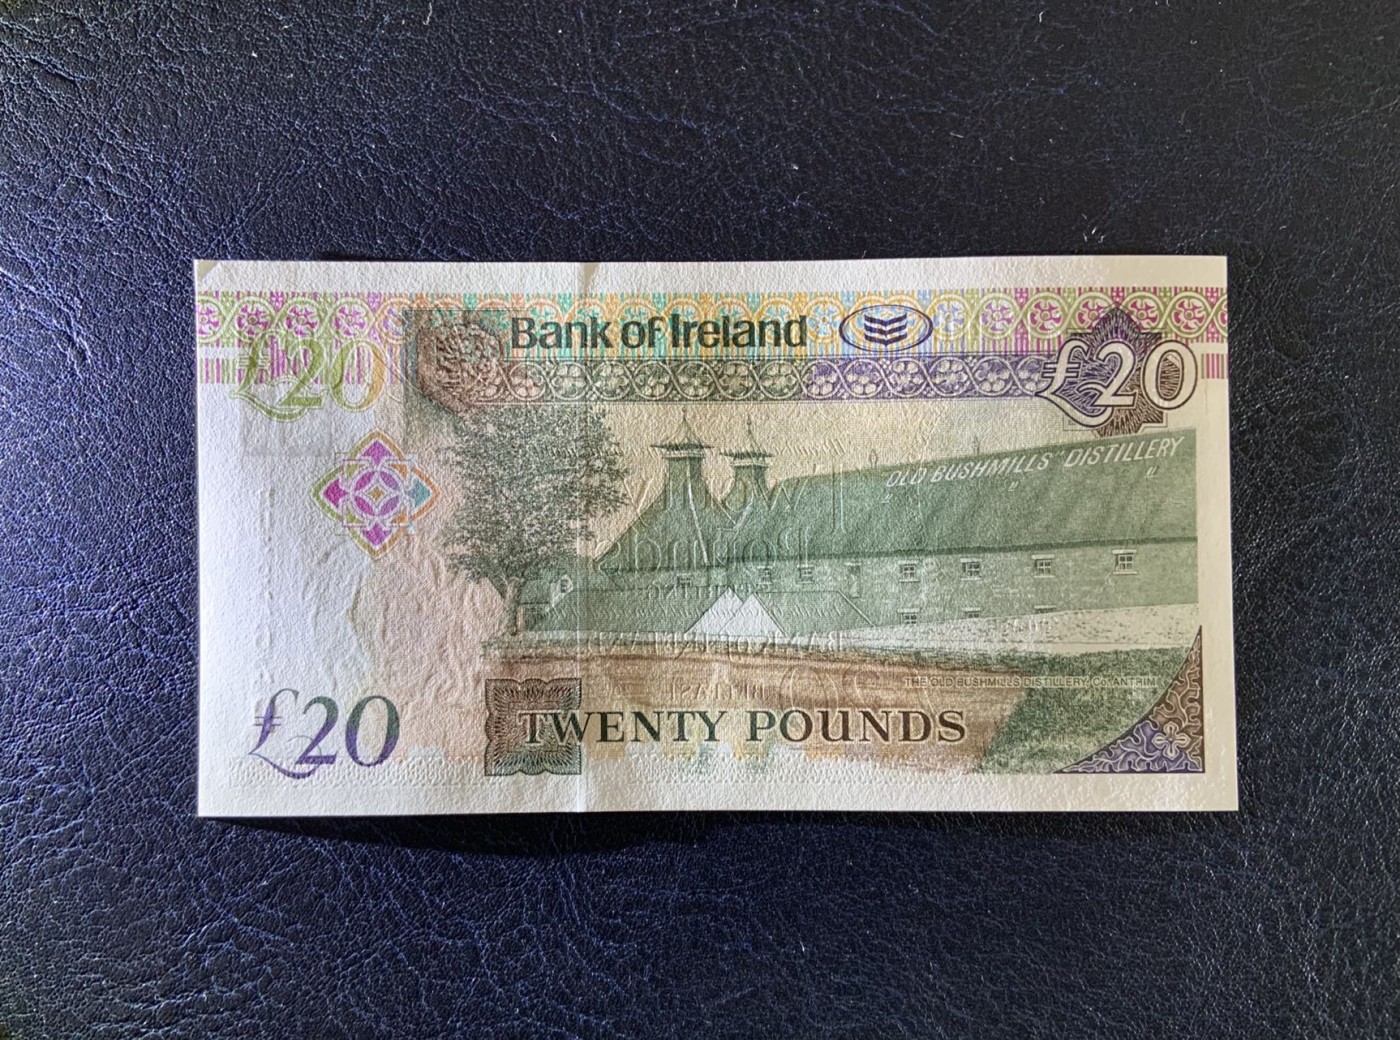 Bank of Ireland
£20
£20
OLD BUSHMILLS' DISTILLERY
THE OLD BUSHMILLS DISTILLERY, Co. ANTRIM
£20
TWENTY POUNDS